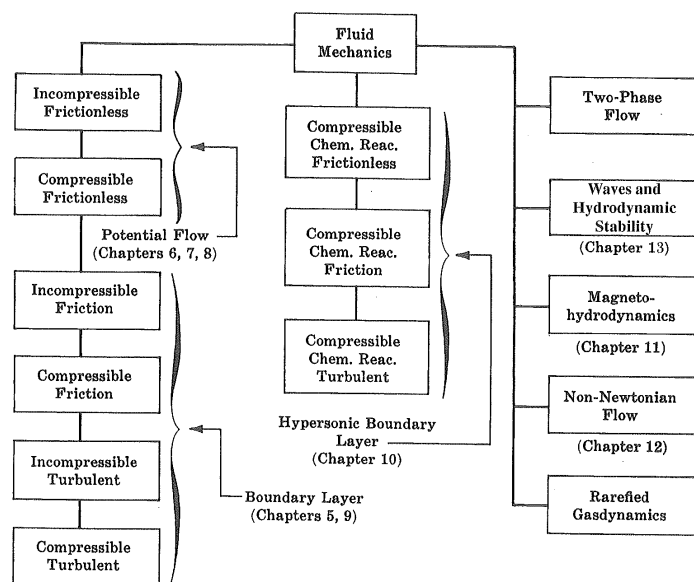 Fluid
Mechanics
Incompressible
Frictionless
Compressible
Frictionless
Potential Flow
(Chapters 6, 7, 8)
Incompressible
Friction
Compressible
Friction
Incompressible
Turbulent
Compressible
Turbulent
Boundary Layer
(Chapters 5, 9)
Compressible
Chem. Reac.
Frictionless
Compressible
Chem. Reac.
Friction
Compressible
Chem. Reac.
Turbulent
Hypersonic Boundary
Layer
(Chapter 10)
Two-Phase
Flow
Waves and
Hydrodynamic
Stability
(Chapter 13)
Magneto-
hydrodynamics
(Chapter 11)
Non-Newtonian
Flow
(Chapter 12)
Rarefied
Gasdynamics